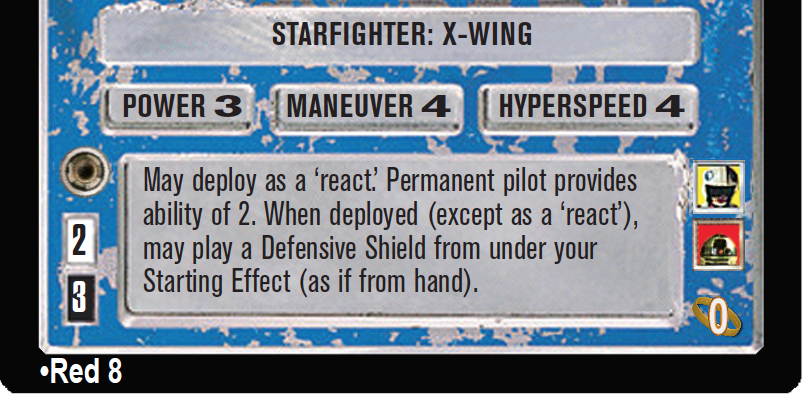 STARFIGHTER: X-WING
POWER 3 MANEUVER 4 HYPERSPEED 4
May deploy as a ‘react.’ Permanent pilot provides
ability of 2. When deployed (except as a ‘react’),
may play a Defensive Shield from under your
Starting Effect (as if from hand).
2
3
0
•Red 8